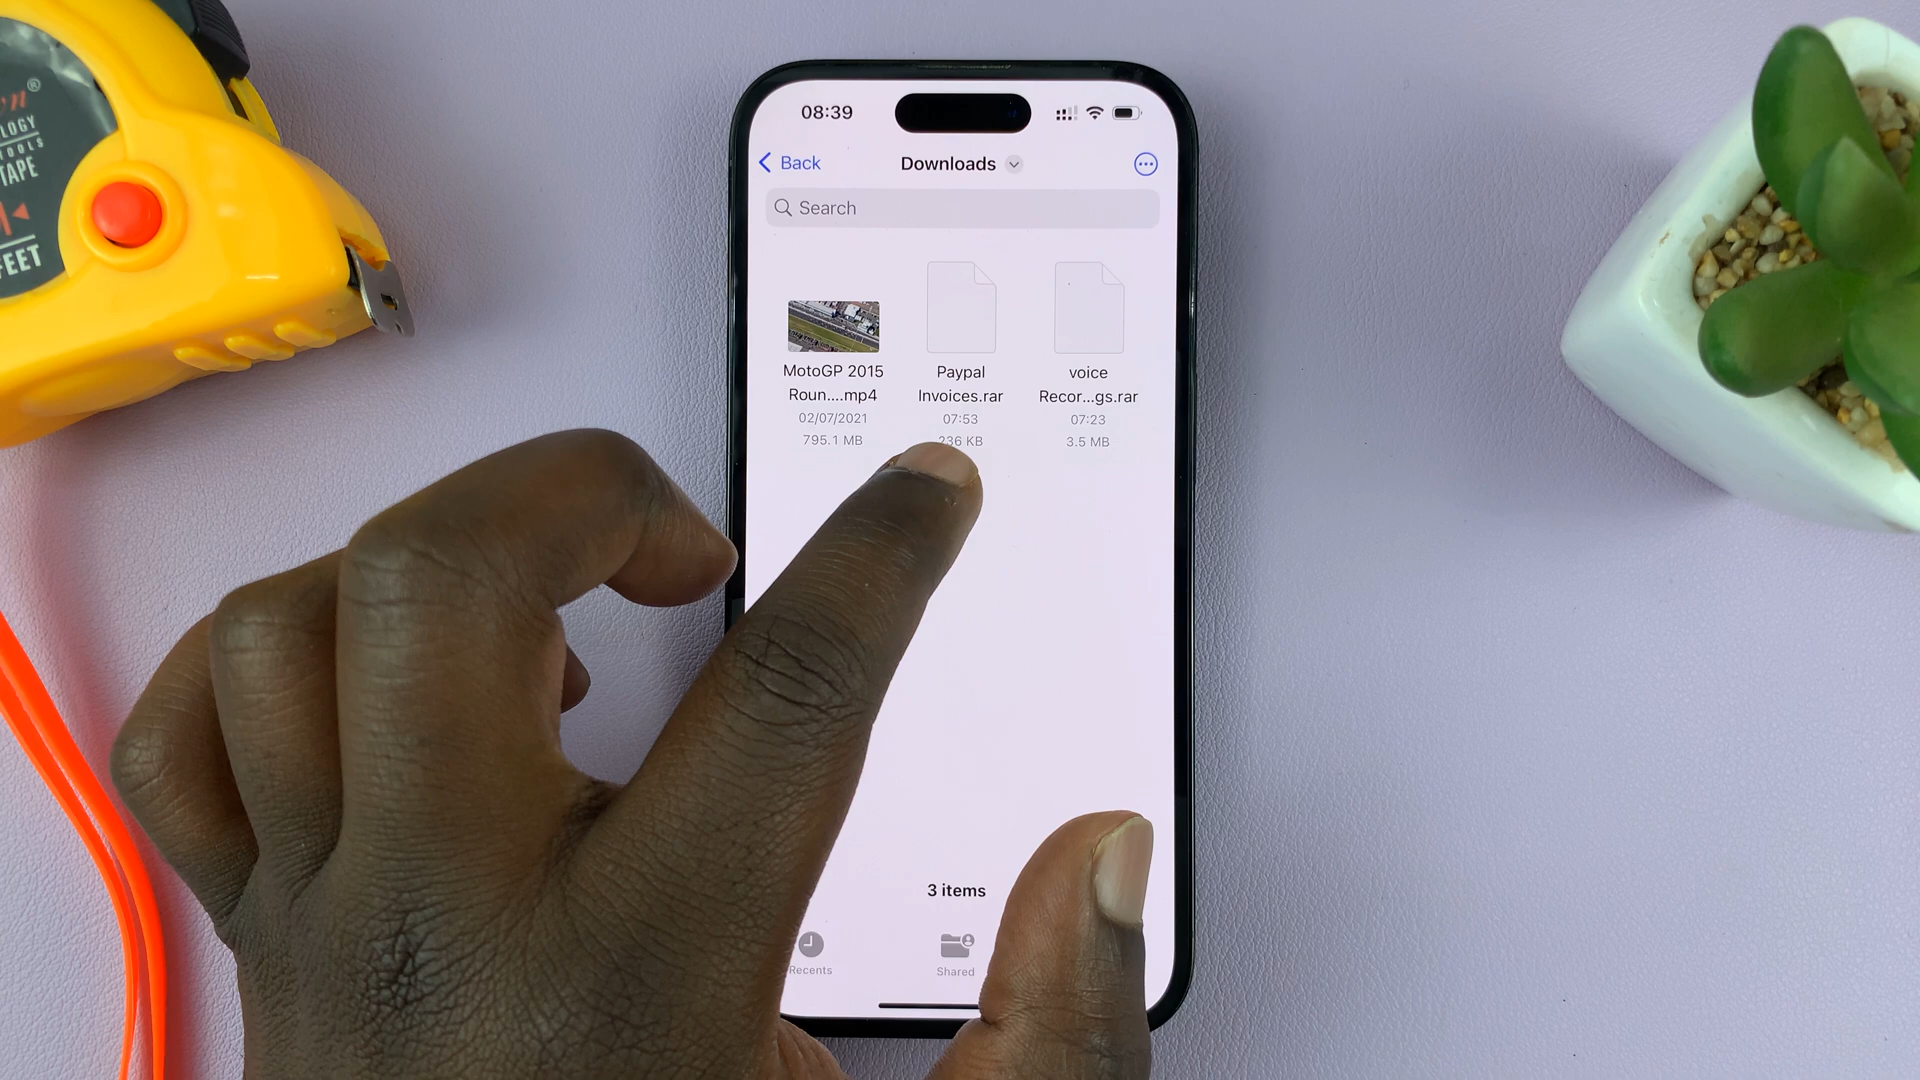 LOGY
TOOLS
TAPE
FEET
08:39
Back
Downloads
Search
MotoGP 2015
Roun....mp4
02/07/2021
795.1 MB
Paypal
Invoices.rar
07:53
236 KB
voice
Recor...gs.rar
07:23
3.5 MB
3 items
Recents
Shared